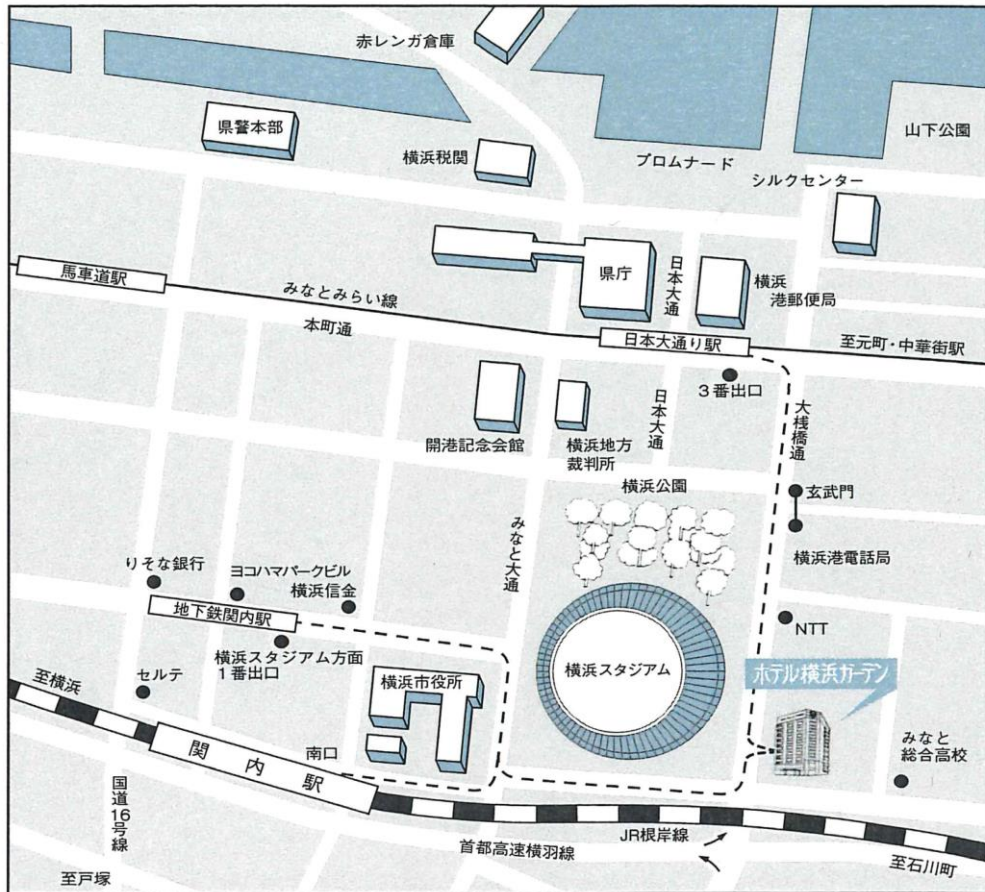 赤レンガ倉庫
県警本部
横浜税関
プロムナード
山下公園
シルクセンター
県庁
日本大通
横浜
港郵便局
馬車道駅
みなとみらい線
本町通
日本大通り駅
至元町・中華街駅
3番出口
開港記念会館
横浜地方
裁判所
日本大通
大桟橋通
横浜公園
玄武門
横浜港電話局
みなと大通
りそな銀行
ヨコハマパークビル
横浜信金
地下鉄関内駅
横浜スタジアム方面
1番出口
NTT
横浜スタジアム
ホテル横浜ガーデン
セルテ
横浜市役所
至横浜
関内駅
南口
みなと
総合高校
国道16号線
JR根岸線
首都高速横羽線
至石川町
至戸塚